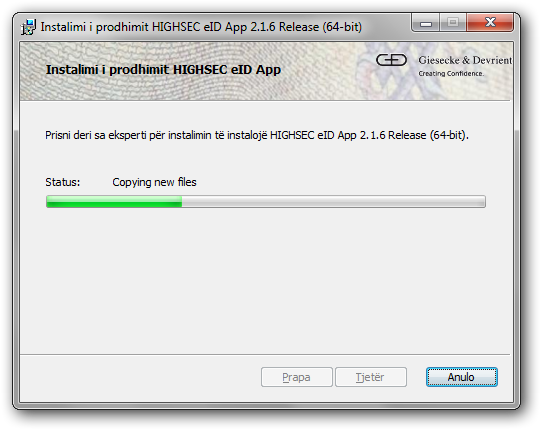 Instalimi i prodhimit HIGHSEC eID App 2.1.6 Release (64-bit)
Instalimi i prodhimit HIGHSEC eID App
Giesecke & Devrient
Creating Confidence.
Prisni deri sa eksperti për instalimin të instalojë HIGHSEC eID App 2.1.6 Release (64-bit).
Status: Copying new files
Prapa Tjetër Anulo